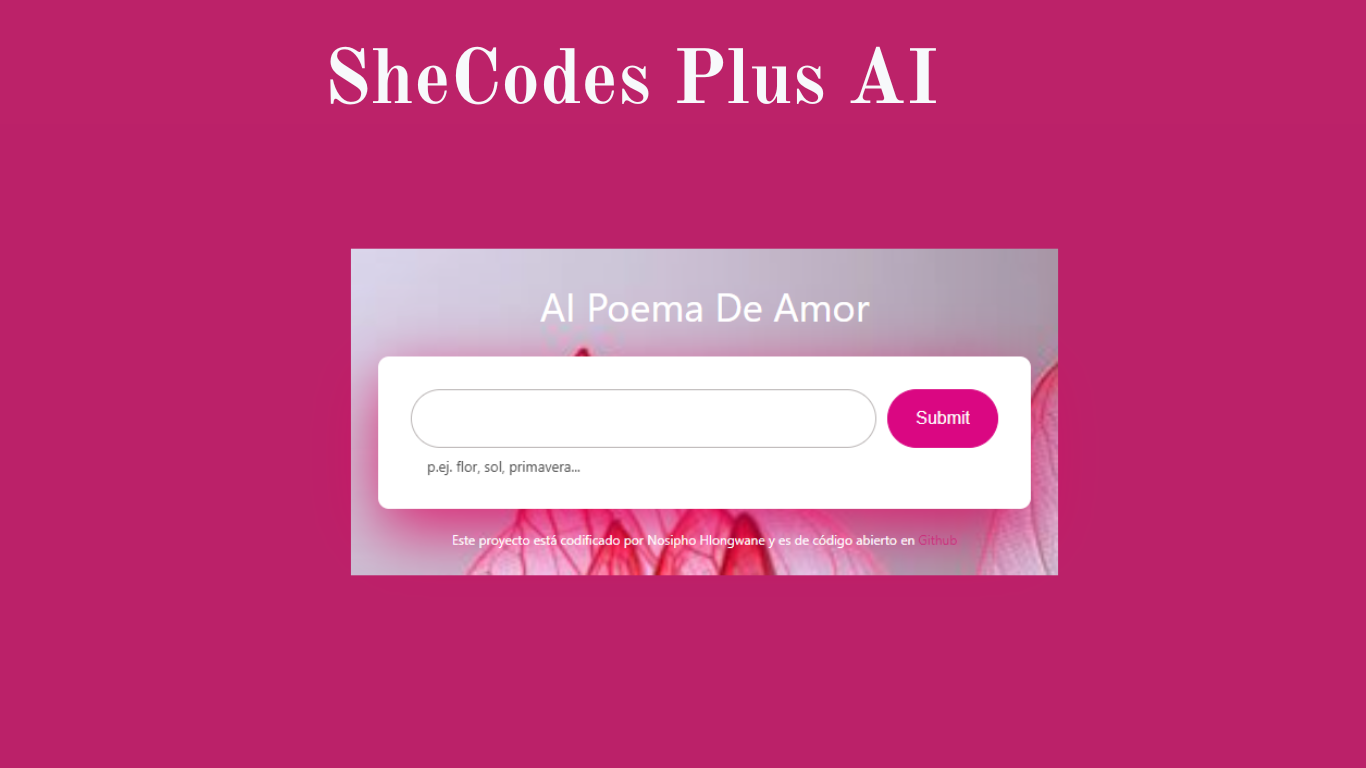 SheCodes Plus AI
AI Poema De Amor
Submit
p.ej. flor, sol, primavera...
Este proyecto está codificado por Nosipho Hlongwane y es de código abierto en Github